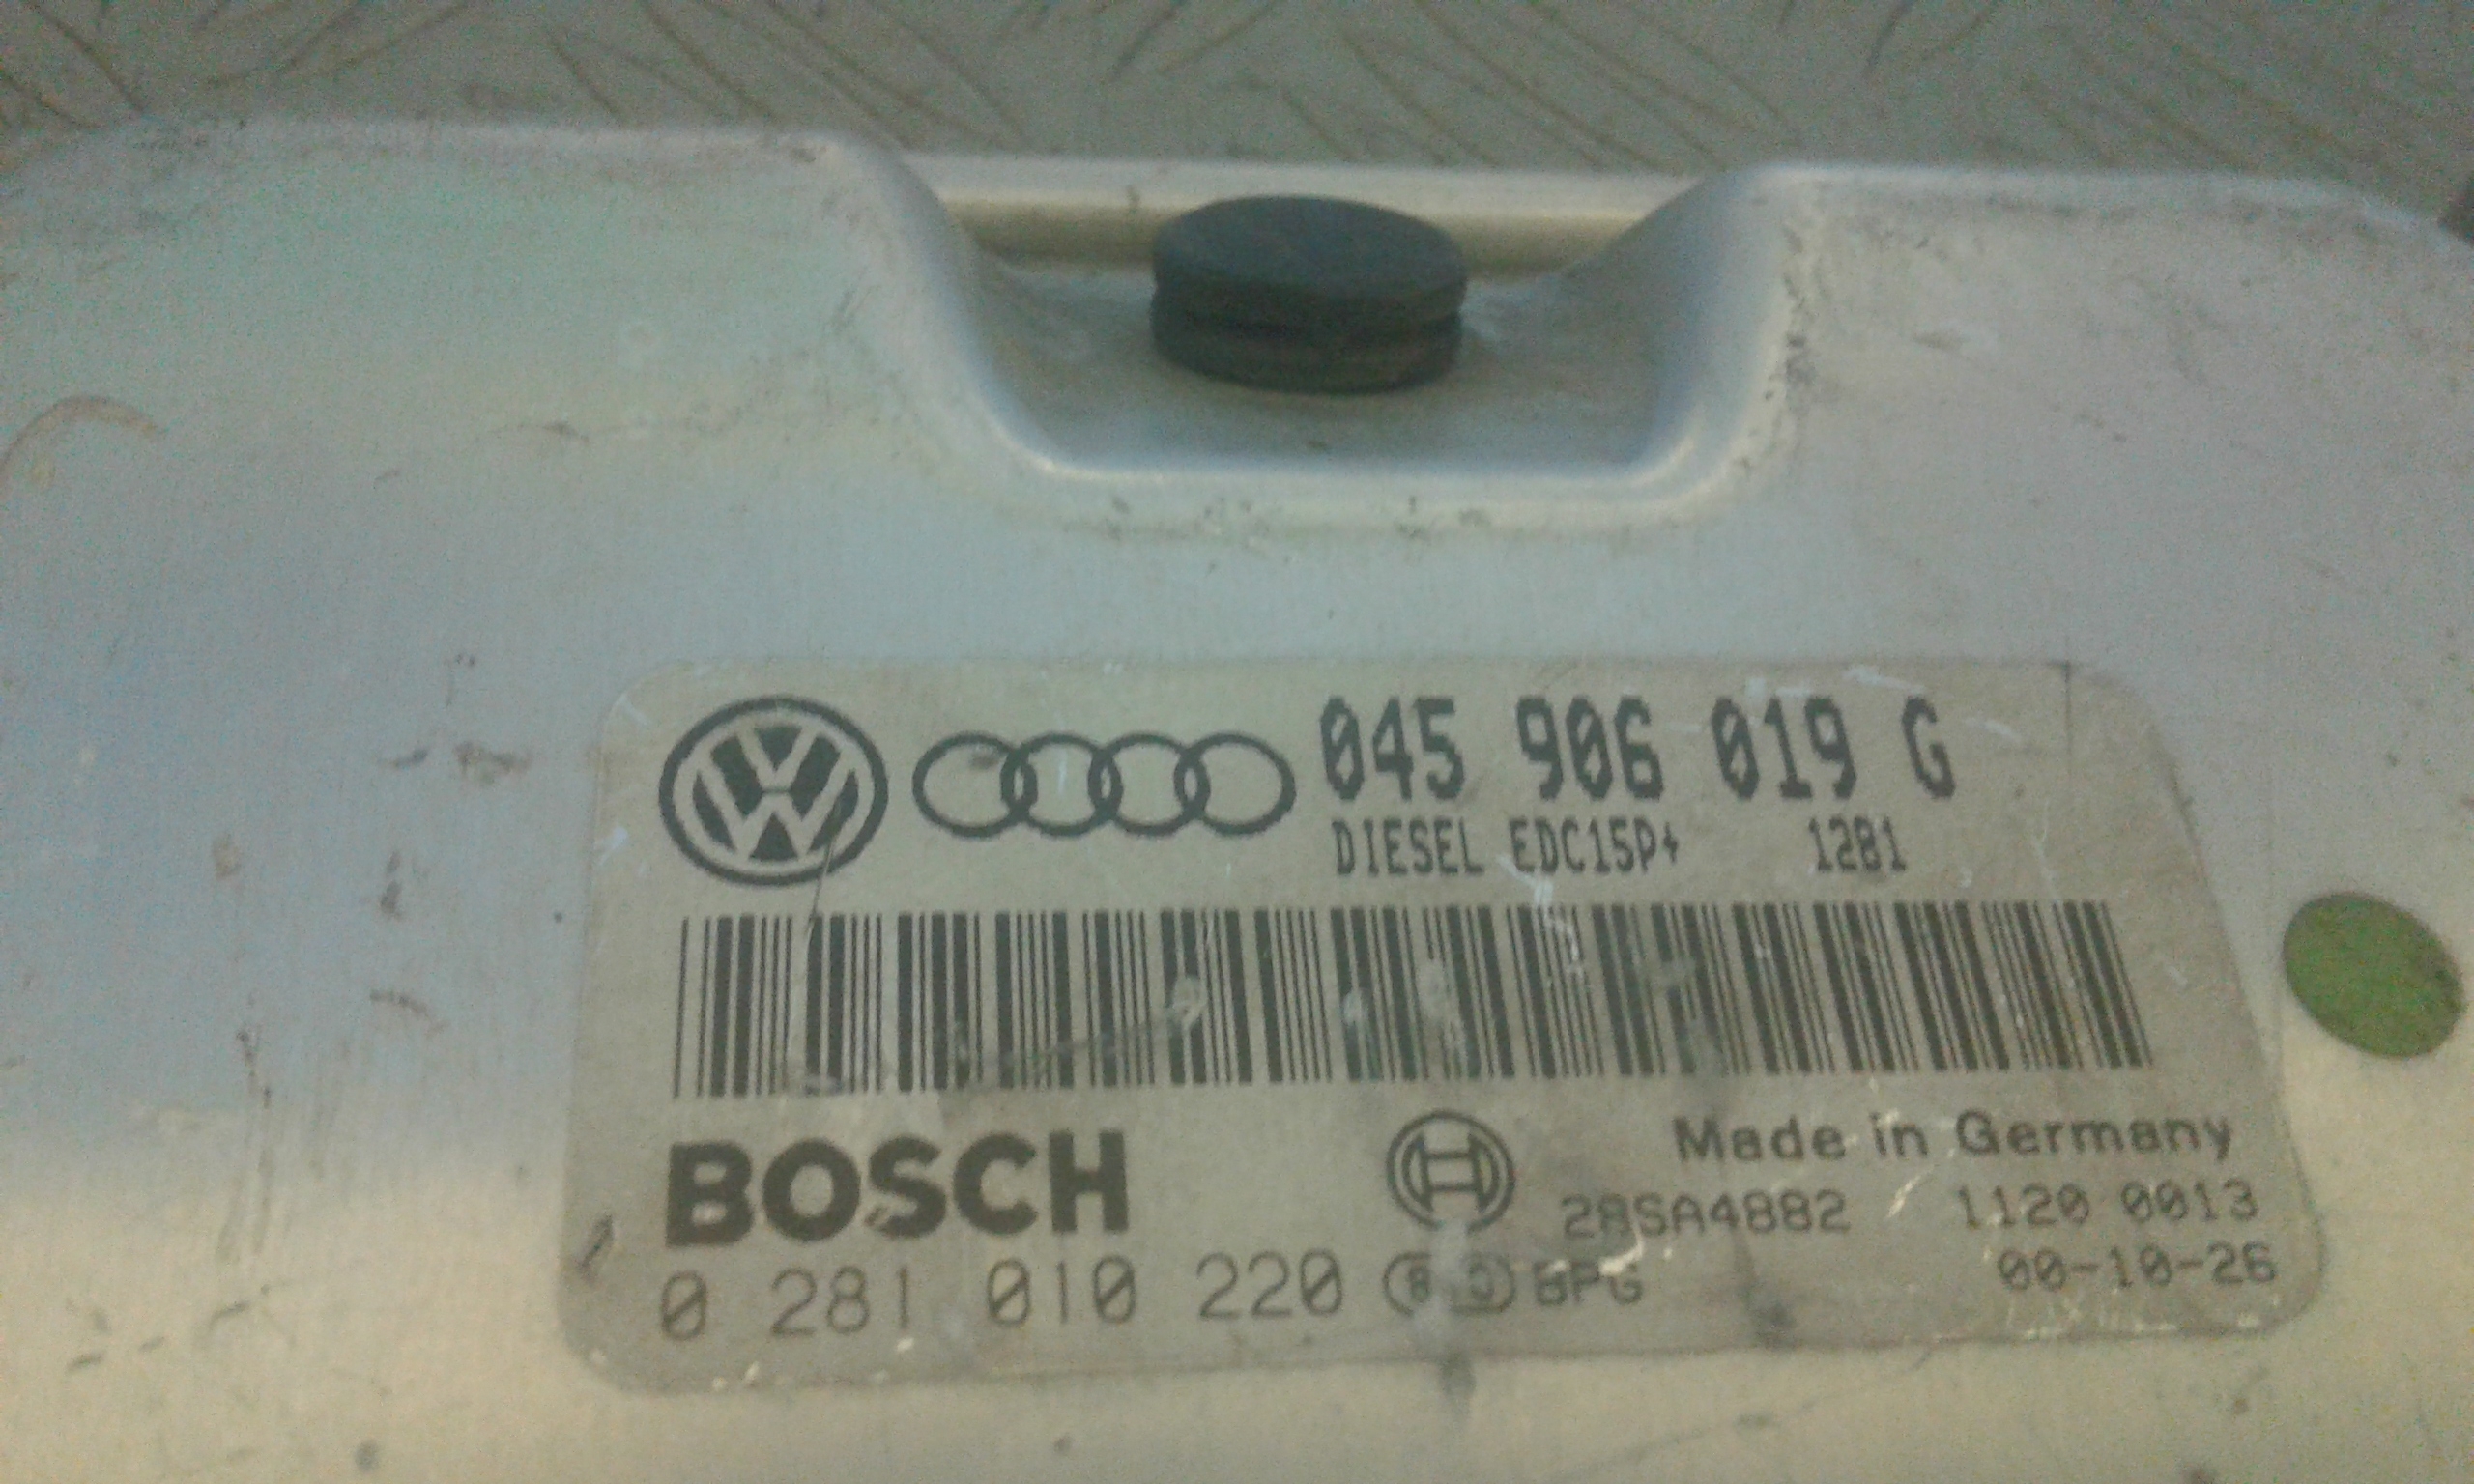 045 906 019 G
DIESEL EDC15P+ 1281
BOSCH
Made in Germany
28SA4882 1120 0013
0 281 010 220
00-10-26